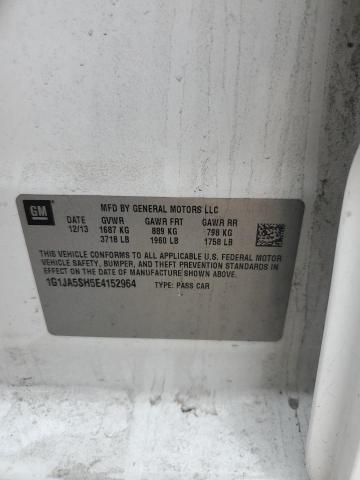 GM
MFD BY GENERAL MOTORS LLC
DATE GVWR GAWR FRT GAWR RR
12/13 1687 KG 889 KG 798 KG
3718 LB 1960 LB 1758 LB
THIS VEHICLE CONFORMS TO ALL APPLICABLE U.S. FEDERAL MOTOR
VEHICLE SAFETY, BUMPER, AND THEFT PREVENTION STANDARDS
IN EFFECT ON THE DATE OF MANUFACTURE SHOWN ABOVE.
1G1JA5SH5E4152964 TYPE: PASS CAR